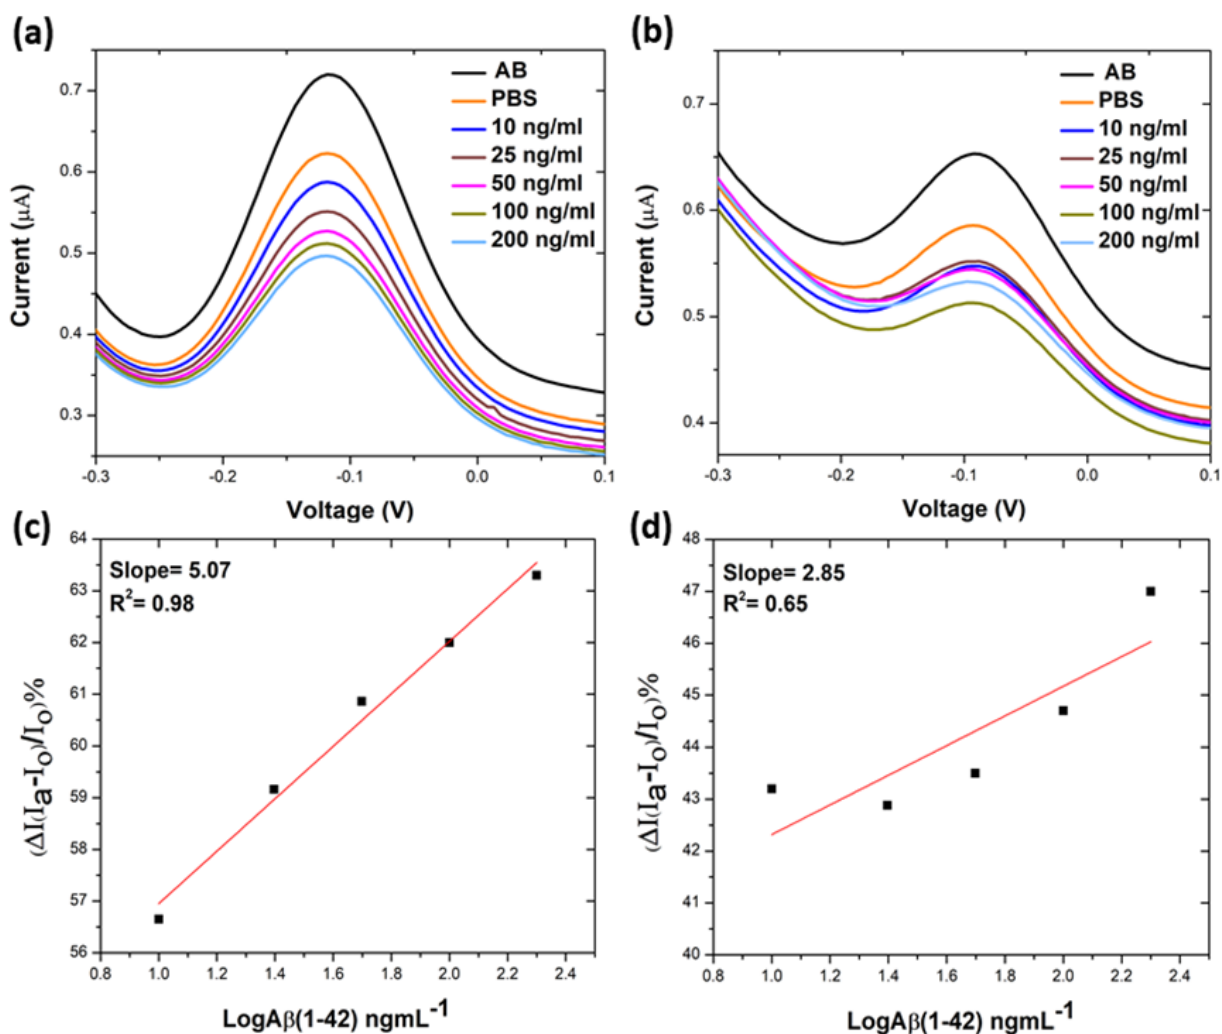 (a)
AB
PBS
10 ng/ml
25 ng/ml
50 ng/ml
100 ng/ml
200 ng/ml
0.7
0.6
0.5
0.4
0.3
Current (μA)
-0.3
-0.2
-0.1
0.0
0.1
Voltage (V)
(b)
AB
PBS
10 ng/ml
25 ng/ml
50 ng/ml
100 ng/ml
200 ng/ml
0.7
0.6
0.5
0.4
Current (μA)
-0.3
-0.2
-0.1
0.0
0.1
Voltage (V)
(c)
Slope= 5.07
R²= 0.98
64
63
62
61
60
59
58
57
56
(ΔI(Ia-IO)/IO)%
0.8
1.0
1.2
1.4
1.6
1.8
2.0
2.2
2.4
LogAβ(1-42) ngmL⁻¹
(d)
Slope= 2.85
R²= 0.65
48
47
46
45
44
43
42
41
40
(ΔI(Ia-IO)/IO)%
0.8
1.0
1.2
1.4
1.6
1.8
2.0
2.2
2.4
LogAβ(1-42) ngmL⁻¹